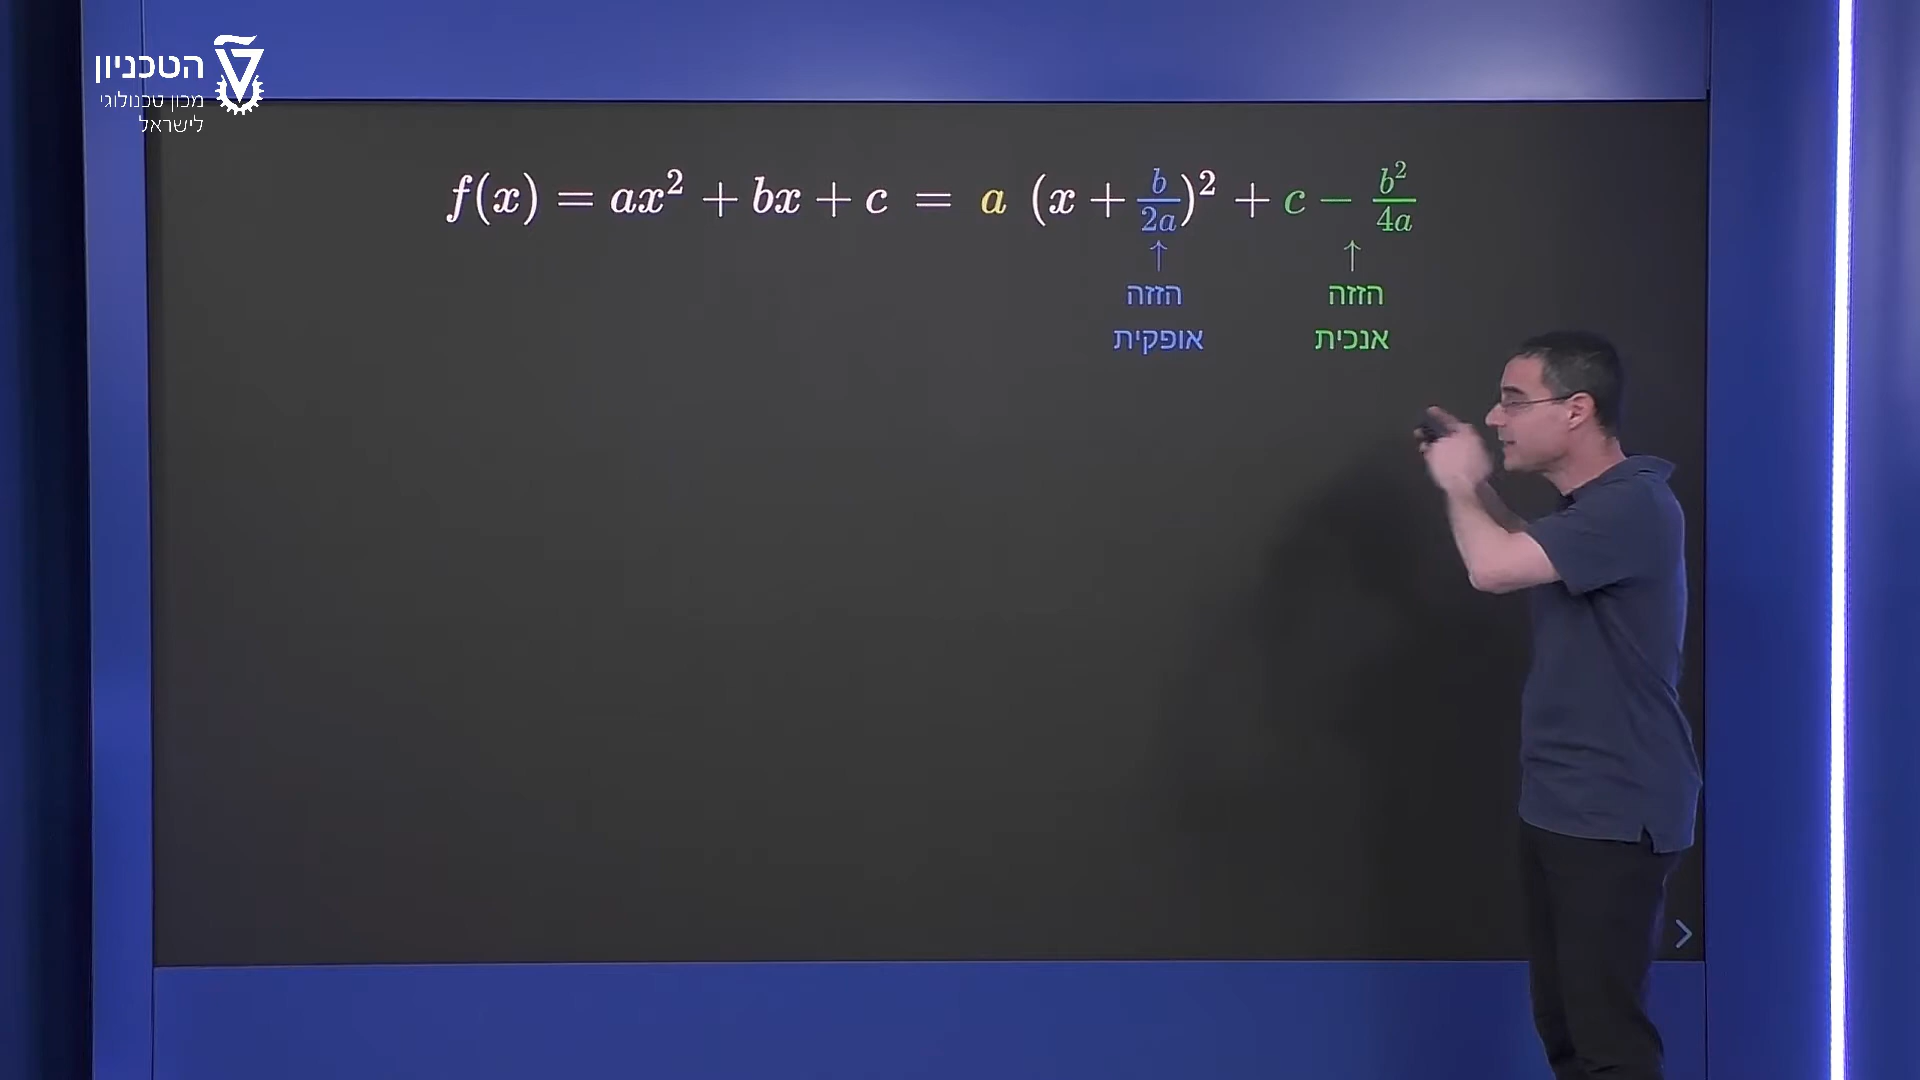 הטכניון
מכון טכנולוגי
לישראל
f(x) = ax² + bx + c = a (x + b/2a)² + c − b²/4a
↑ ↑
הזזה הזזה
אופקית אנכית